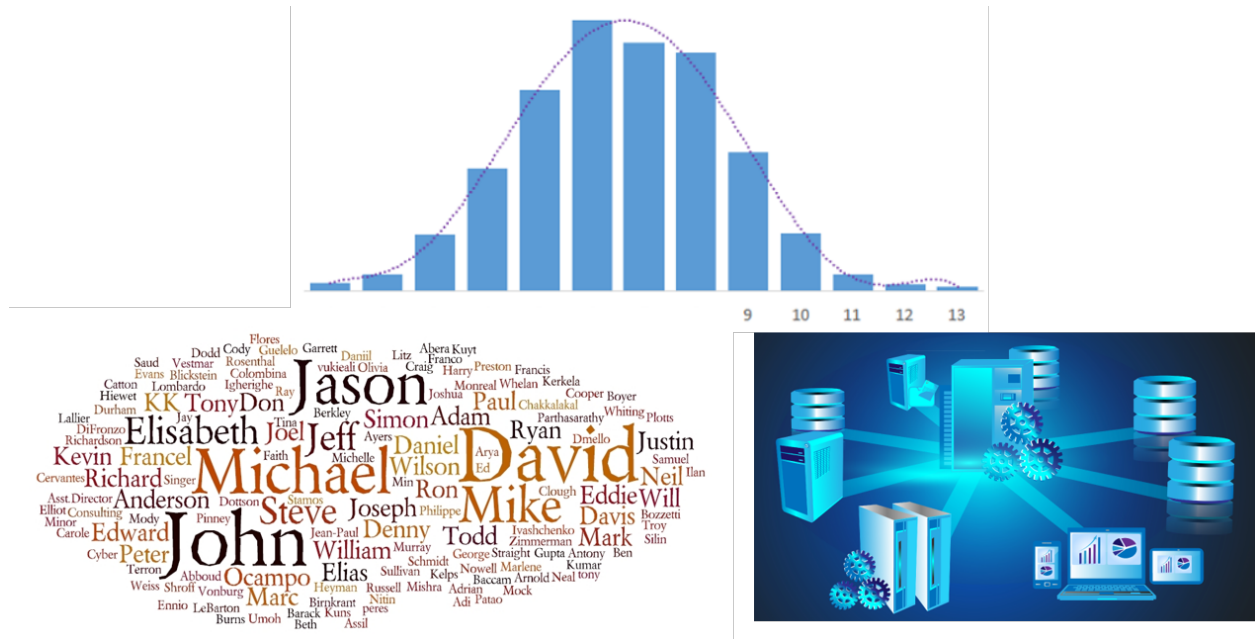 9 10 11 12 13
Flores
Dodd Cody Guelelo Garrett Daniil Litz Abera Kuyt
Saud Vestmar Rosenthal vukieali Olivia Craig Franco
Evans Blickstein Colombina Jason Harry Preston Francis
Catton Lombardo Igherighe Ray Joshua Monreal Whelan Kerkela
Hiewet KK Tony Don Paul Chakkalakal Cooper Boyer
Durham Jay Berkley Simon Adam Parthasarathy Whiting Plotts
Lallier Elisabeth Tina Joel Jeff Ryan David Justin
DiFronzo Ayers Daniel Arya Dmello
Richardson Kevin Francel Faith Michael Michelle Wilson Ed Samuel
Cervantes Richard Singer Min Neil Ilan
Asst.Director Anderson Dotson Stamos Ron Mike Clough Eddie Will
Elliot Consulting Steve Joseph Philippe Davis Bozzetti
Minor Mody Pinney John Jean-Paul Denny Todd Ivashchenko Mark Troy
Carole Edward William Murray Zimmerman Silin
Cyber Peter Schmidt George Straight Gupta Antony Ben
Terron Abboud Ocampo Elias Sullivan Kelps Nowell Marlene Kumar
Weiss Shroff Vonburg Marc Heyman Russell Mishra Adrian Baccam Arnold Neal tony
Ennio LeBarton Birnkrant Nitin Adi Patao Mock
Burns Umoh Barack Kuns peres
Beth Assil